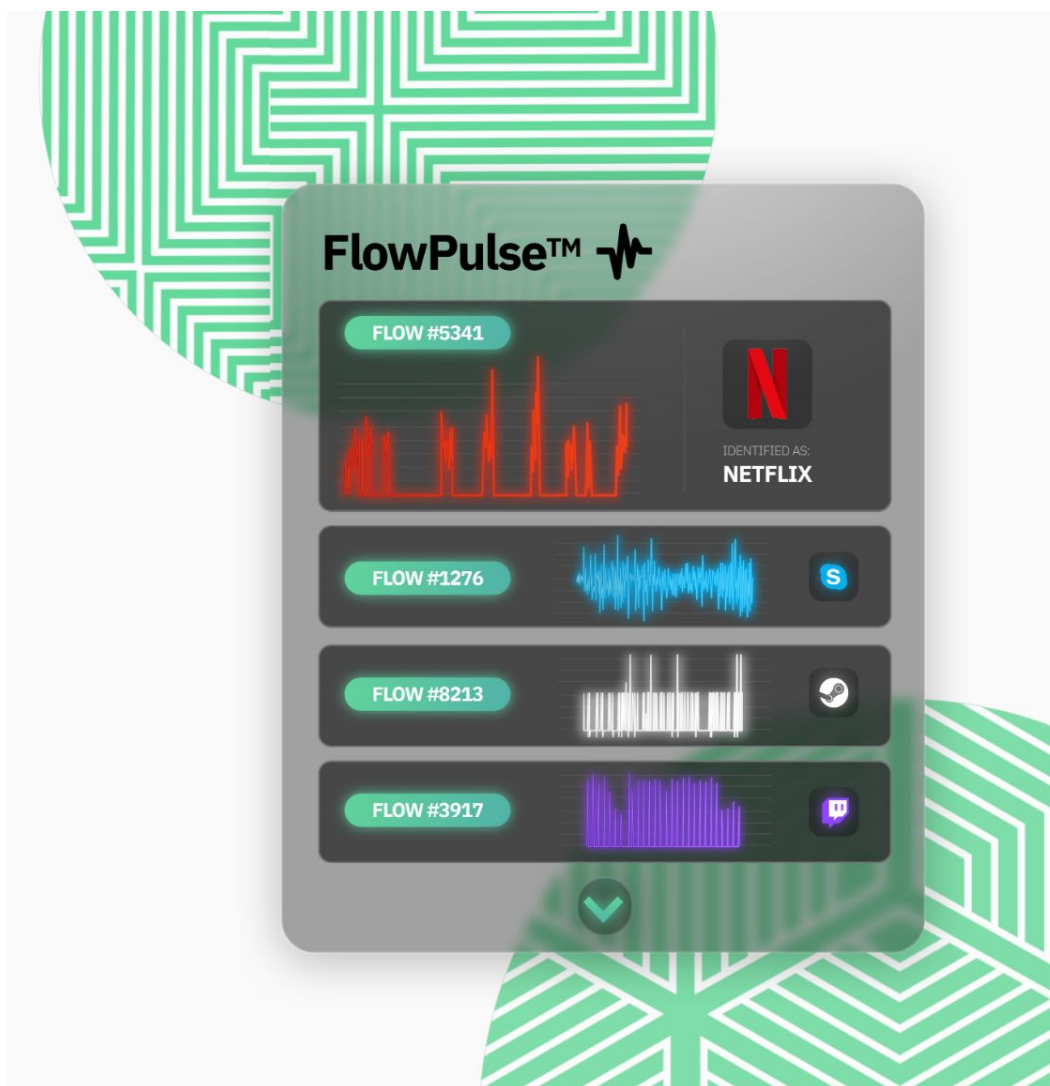 FlowPulse™
FLOW #5341
IDENTIFIED AS:
NETFLIX
FLOW #1276
FLOW #8213
FLOW #3917